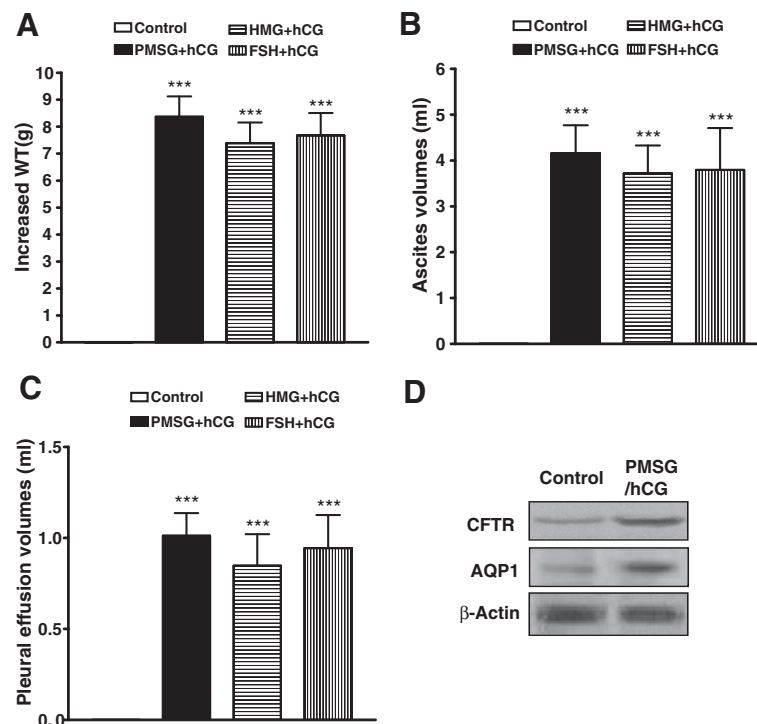 A
Control HMG+hCG
PMSG+hCG FSH+hCG
Increased WT(g)
10
9
8
7
6
5
4
3
2
1
0
***
***
***
B
Control HMG+hCG
PMSG+hCG FSH+hCG
Ascites volumes (ml)
6
5
4
3
2
1
0
***
***
***
C
Control HMG+hCG
PMSG+hCG FSH+hCG
Pleural effusion volumes (ml)
1.5
1.0
0.5
0.0
***
***
***
D
Control PMSG
/hCG
CFTR
AQP1
β-Actin